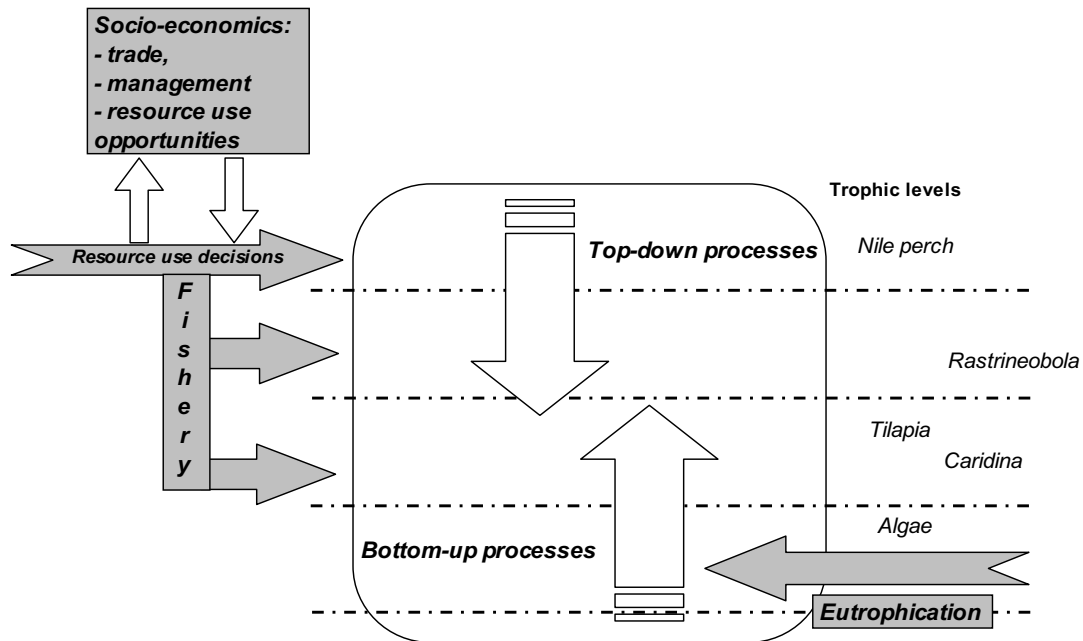 Socio-economics:
- trade,
- management
- resource use
opportunities
Trophic levels
Resource use decisions
Top-down processes
Nile perch
Fishery
Rastrineobola
Tilapia
Caridina
Algae
Bottom-up processes
Eutrophication